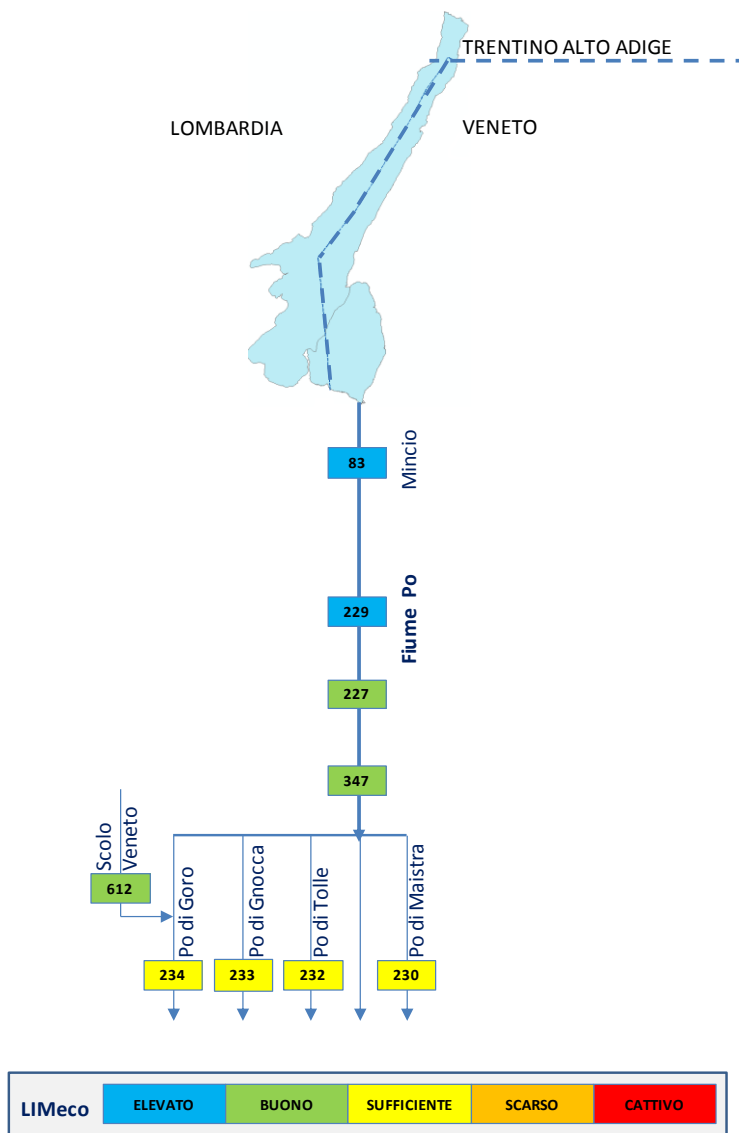 TRENTINO ALTO ADIGE
LOMBARDIA
VENETO
83
Mincio
229
Fiume Po
227
347
Scolo
Veneto
612
Po di Goro
Po di Gnocca
Po di Tolle
Po di Maistra
234
233
232
230
LIMeco
ELEVATO
BUONO
SUFFICIENTE
SCARSO
CATTIVO